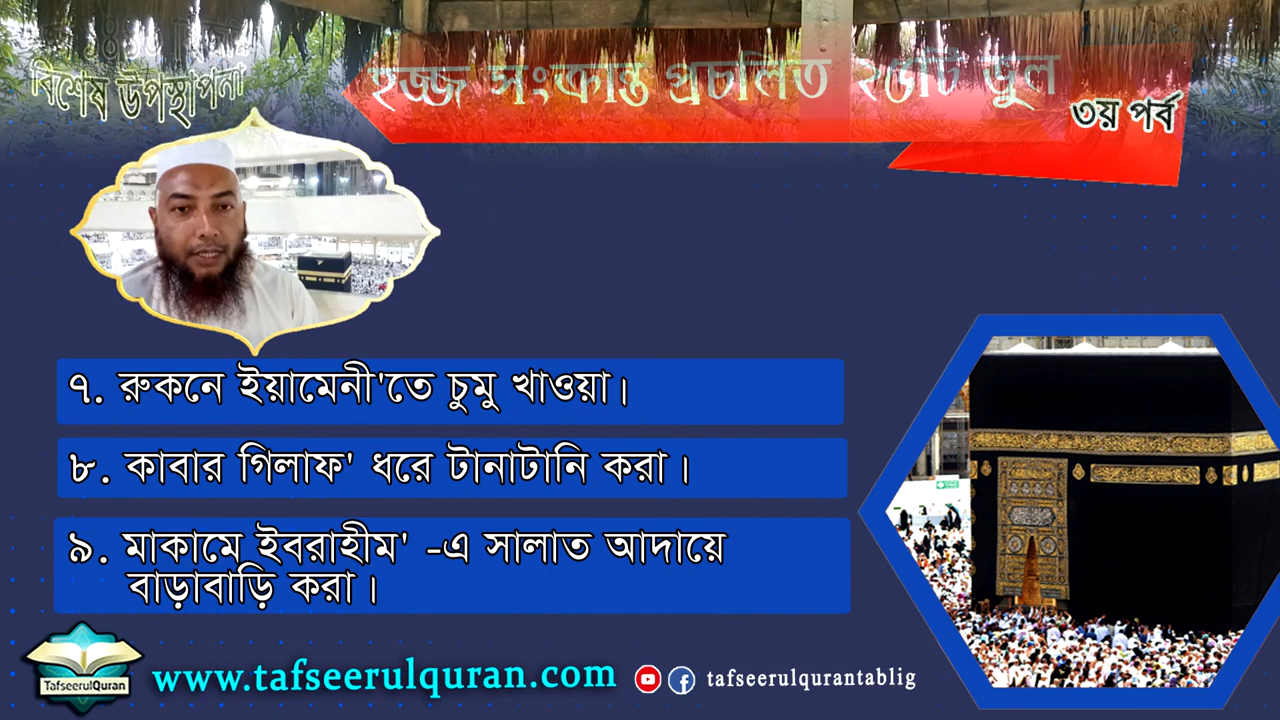 বিশেষ উপস্থাপনা
হজ্জ সংক্রান্ত প্রচলিত ২৫টি ভুল
৩য় পর্ব
৭. রুকনে ইয়ামেনী'তে চুমু খাওয়া।
৮. কাবার গিলাফ' ধরে টানাটানি করা।
৯. মাকামে ইবরাহীম' -এ সালাত আদায়ে
বাড়াবাড়ি করা।
TafseerulQuran
www.tafseerulquran.com
tafseerulqurantablig